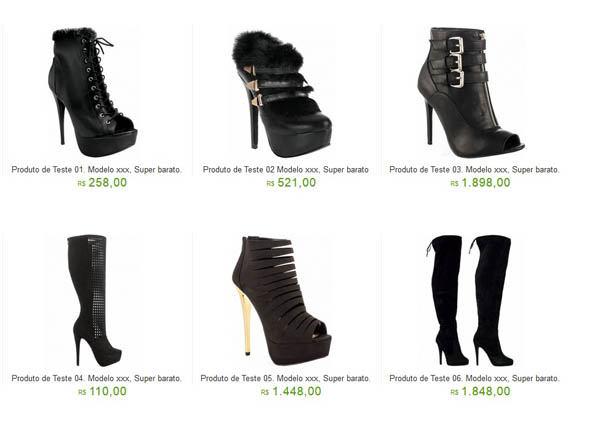 Produto de Teste 01. Modelo xxx, Super barato.
R$ 258,00
Produto de Teste 02 Modelo xxx, Super barato
R$ 521,00
Produto de Teste 03. Modelo xxx, Super barato.
R$ 1.898,00
Produto de Teste 04. Modelo xxx, Super barato.
R$ 110,00
Produto de Teste 05. Modelo xxx, Super barato.
R$ 1.448,00
Produto de Teste 06. Modelo xxx, Super barato.
R$ 1.848,00